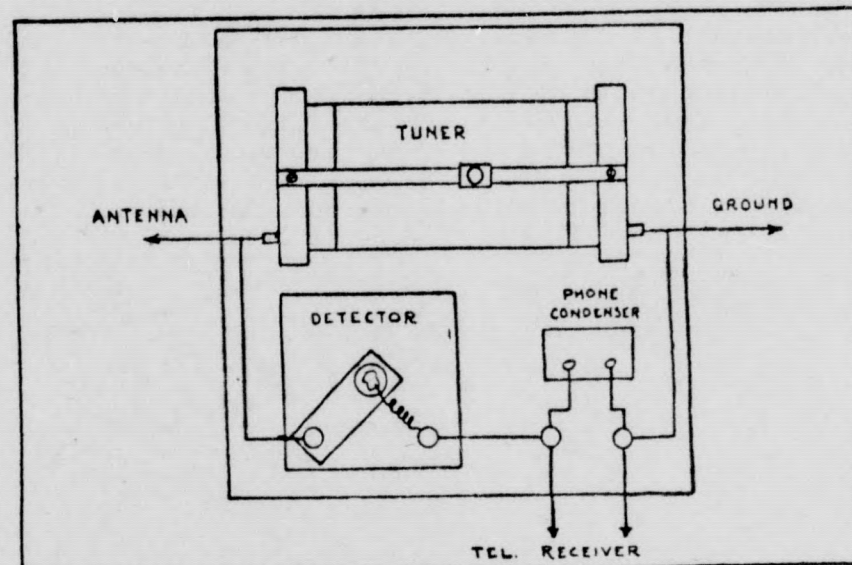 TUNER
ANTENNA
GROUND
DETECTOR
PHONE
CONDENSER
TEL. RECEIVER